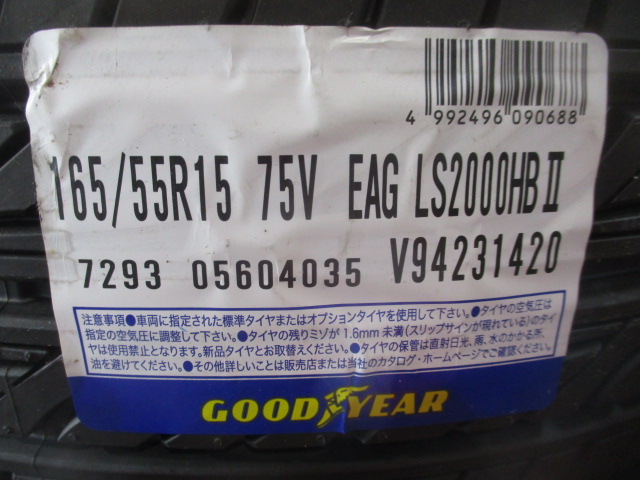 4 992496 090688
165/55R15 75V EAG LS2000HBⅡ
7293 05604035 V94231420
注意事項●車両に指定された標準タイヤまたはオプションタイヤを使用して下さい。●タイヤの空気圧は
指定の空気圧に調整して下さい。●タイヤの残りミゾが1.6mm未満(スリップサインが現れている)のタイ
ヤは使用禁止となります。新品タイヤとお取替えください。●タイヤの保管は直射日光、雨、水のかかる所、
油を避けてください。●その他詳しいことは販売店または当社のカタログ・ホームページでご確認ください。
GOODYEAR